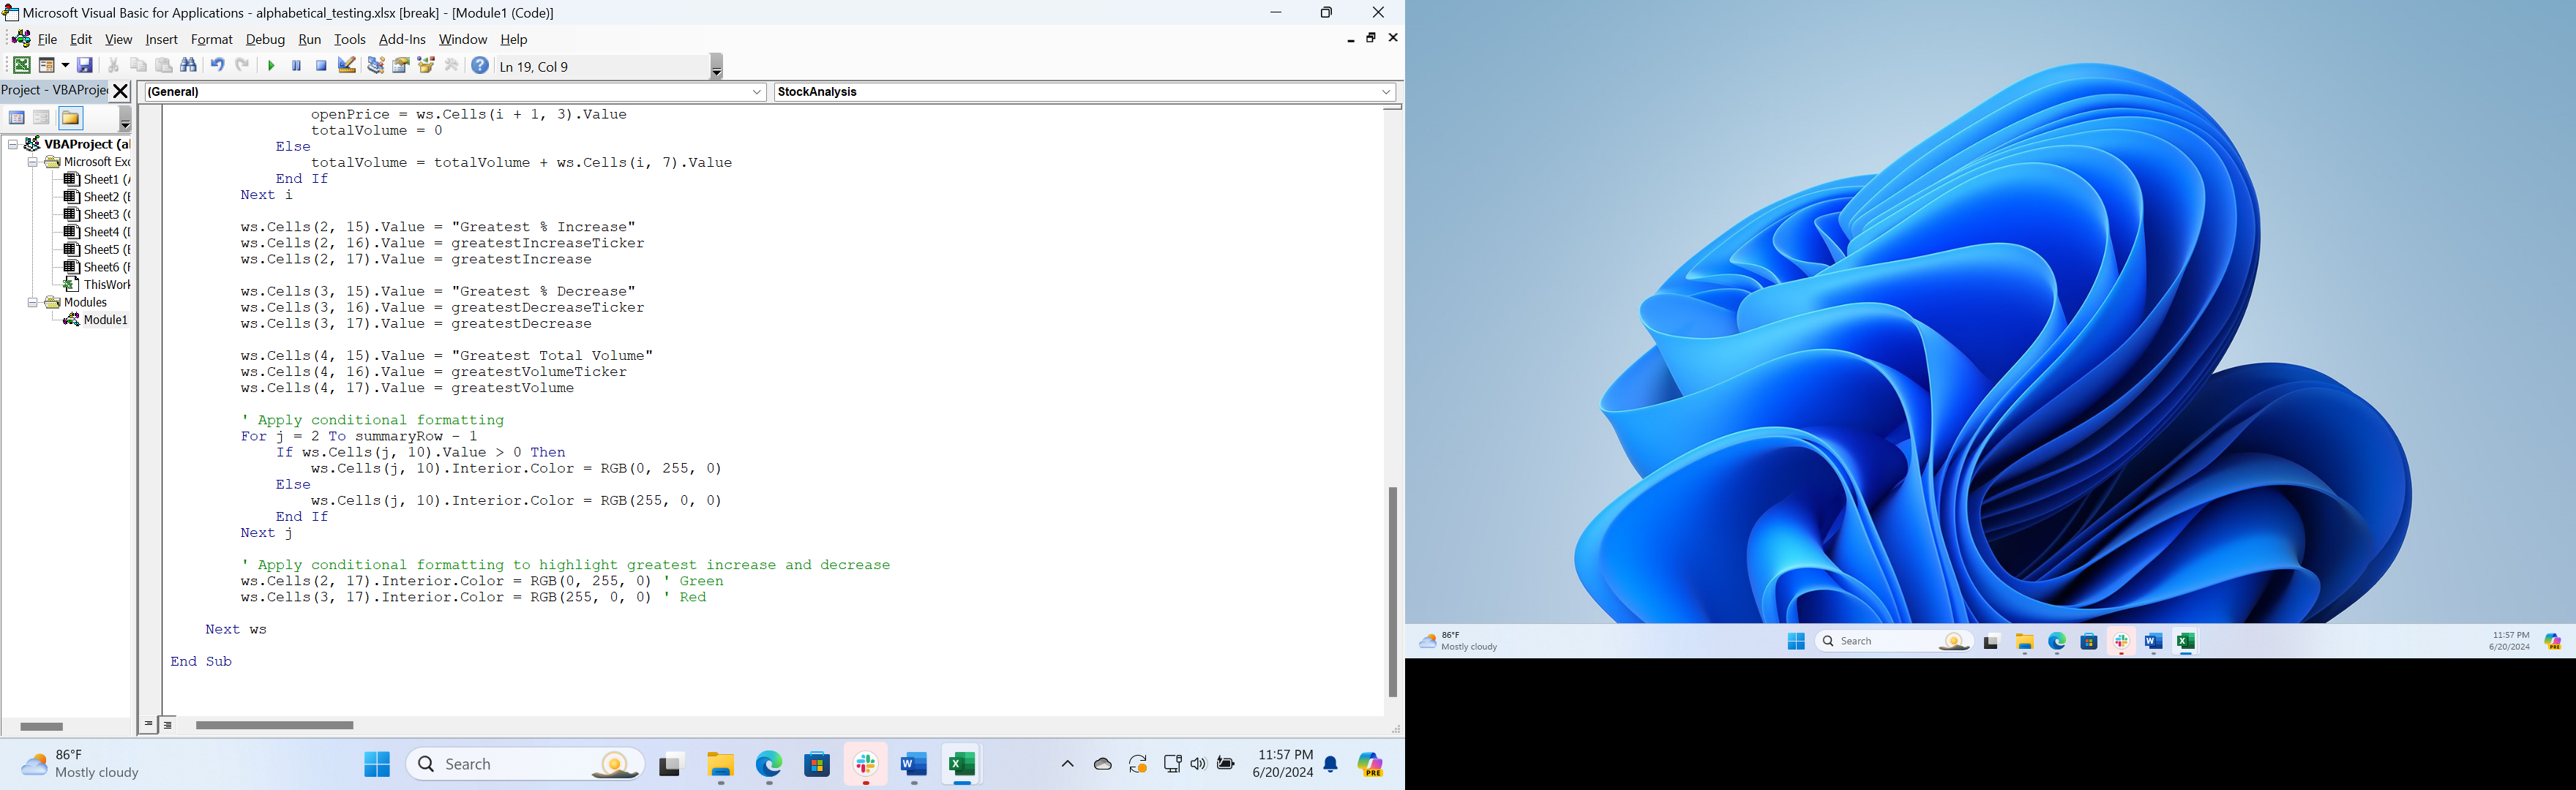 Microsoft Visual Basic for Applications - alphabetical_testing.xlsx [break] - [Module1 (Code)]
File Edit View Insert Format Debug Run Tools Add-Ins Window Help
Ln 19, Col 9
Project - VBAProje
(General) StockAnalysis
VBAProject (a
Microsoft Exc
Sheet1 (
Sheet2 (
Sheet3 (
Sheet4 (
Sheet5 (
Sheet6 (
ThisWork
Modules
Module1
openPrice = ws.Cells(i + 1, 3).Value
totalVolume = 0
Else
totalVolume = totalVolume + ws.Cells(i, 7).Value
End If
Next i
ws.Cells(2, 15).Value = "Greatest % Increase"
ws.Cells(2, 16).Value = greatestIncreaseTicker
ws.Cells(2, 17).Value = greatestIncrease
ws.Cells(3, 15).Value = "Greatest % Decrease"
ws.Cells(3, 16).Value = greatestDecreaseTicker
ws.Cells(3, 17).Value = greatestDecrease
ws.Cells(4, 15).Value = "Greatest Total Volume"
ws.Cells(4, 16).Value = greatestVolumeTicker
ws.Cells(4, 17).Value = greatestVolume
' Apply conditional formatting
For j = 2 To summaryRow - 1
If ws.Cells(j, 10).Value > 0 Then
ws.Cells(j, 10).Interior.Color = RGB(0, 255, 0)
Else
ws.Cells(j, 10).Interior.Color = RGB(255, 0, 0)
End If
Next j
' Apply conditional formatting to highlight greatest increase and decrease
ws.Cells(2, 17).Interior.Color = RGB(0, 255, 0) ' Green
ws.Cells(3, 17).Interior.Color = RGB(255, 0, 0) ' Red
Next ws
End Sub
86°F
Mostly cloudy
Search
11:57 PM
6/20/2024
PRE
86°F
Mostly cloudy
Search
11:57 PM
6/20/2024
PRE